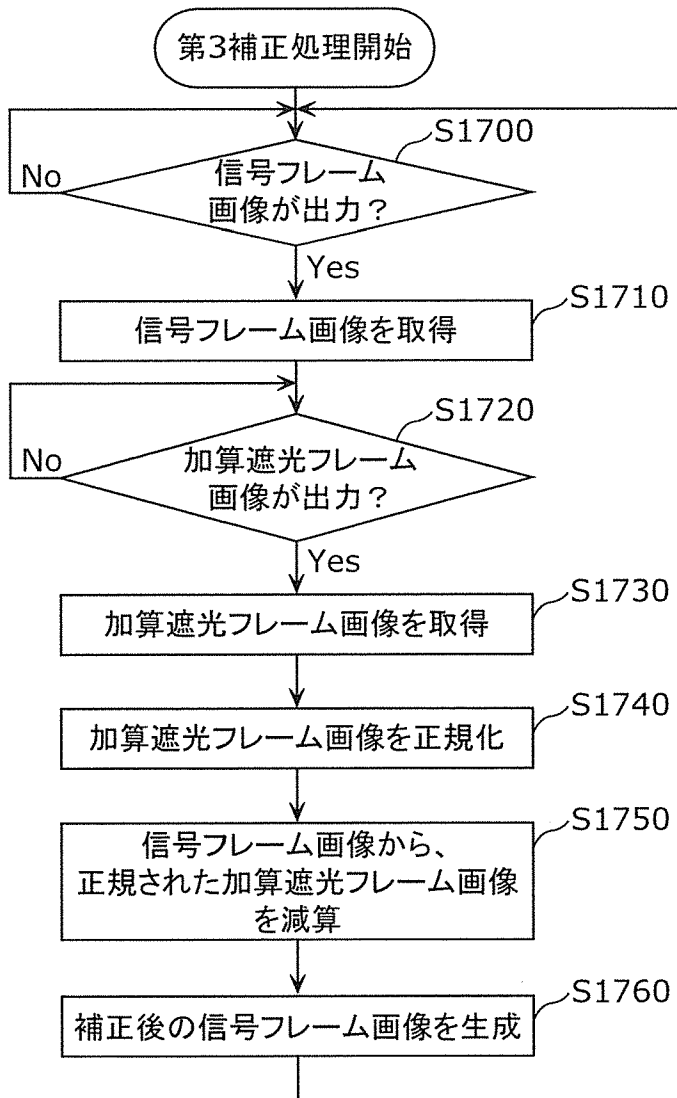 第3補正処理開始
S1700
信号フレーム
画像が出力？
No
Yes
S1710
信号フレーム画像を取得
S1720
加算遮光フレーム
画像が出力？
No
Yes
S1730
加算遮光フレーム画像を取得
S1740
加算遮光フレーム画像を正規化
S1750
信号フレーム画像から、
正規された加算遮光フレーム画像
を減算
S1760
補正後の信号フレーム画像を生成